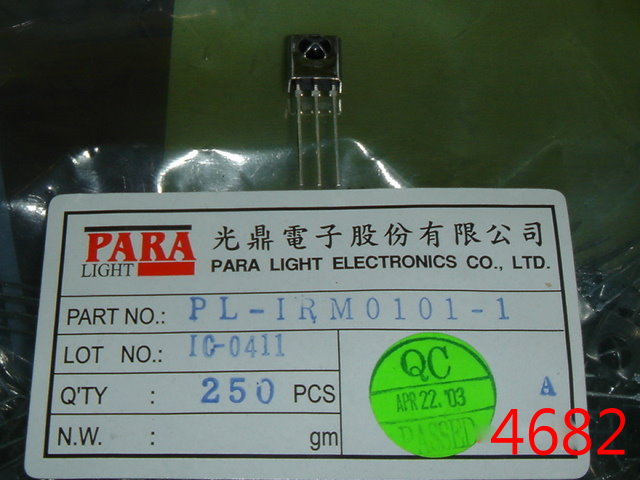 PARA
LIGHT
光鼎電子股份有限公司
PARA LIGHT ELECTRONICS CO., LTD.
PART NO.: PL-IRM0101-1
LOT NO.: IC-0411
Q'TY : 250 PCS
N.W. : gm
QC
APR 22. '03
PASSED
A
4682